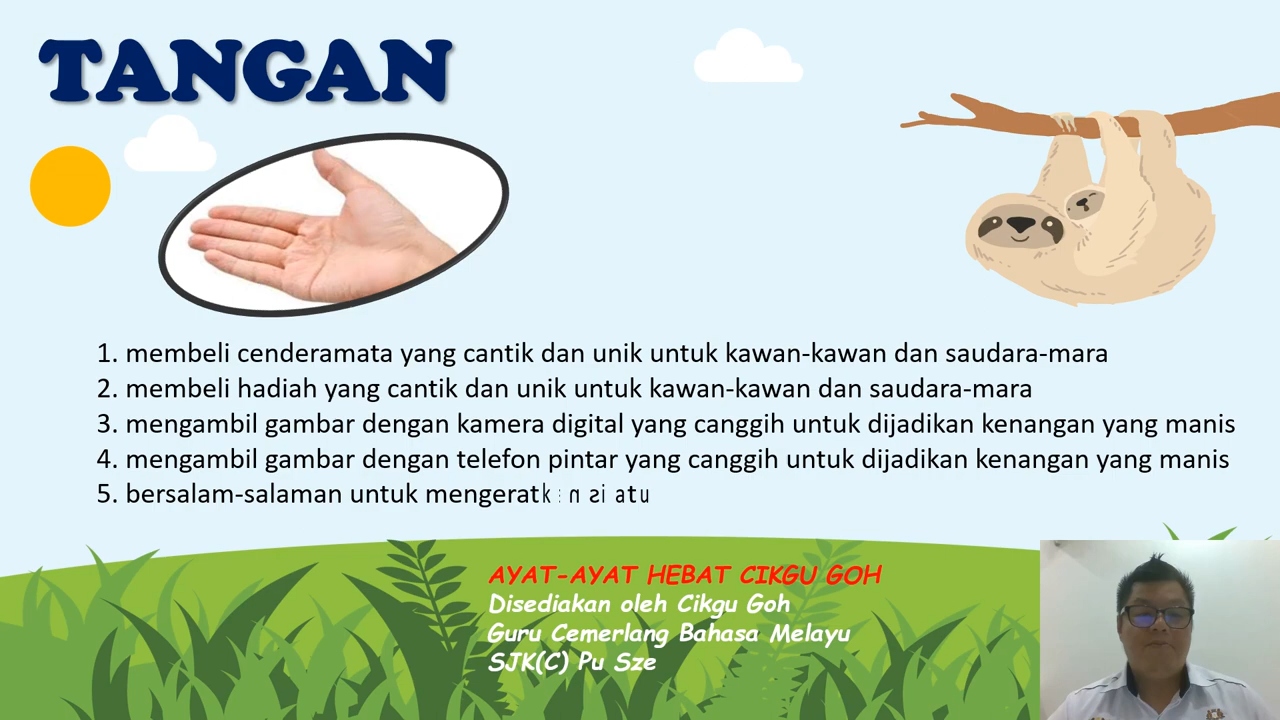 TANGAN
1. membeli cenderamata yang cantik dan unik untuk kawan-kawan dan saudara-mara
2. membeli hadiah yang cantik dan unik untuk kawan-kawan dan saudara-mara
3. mengambil gambar dengan kamera digital yang canggih untuk dijadikan kenangan yang manis
4. mengambil gambar dengan telefon pintar yang canggih untuk dijadikan kenangan yang manis
5. bersalam-salaman untuk
AYAT-AYAT HEBAT CIKGU GOH
Disediakan oleh Cikgu Goh
Guru Cemerlang Bahasa Melayu
SJK(C) Pu Sze